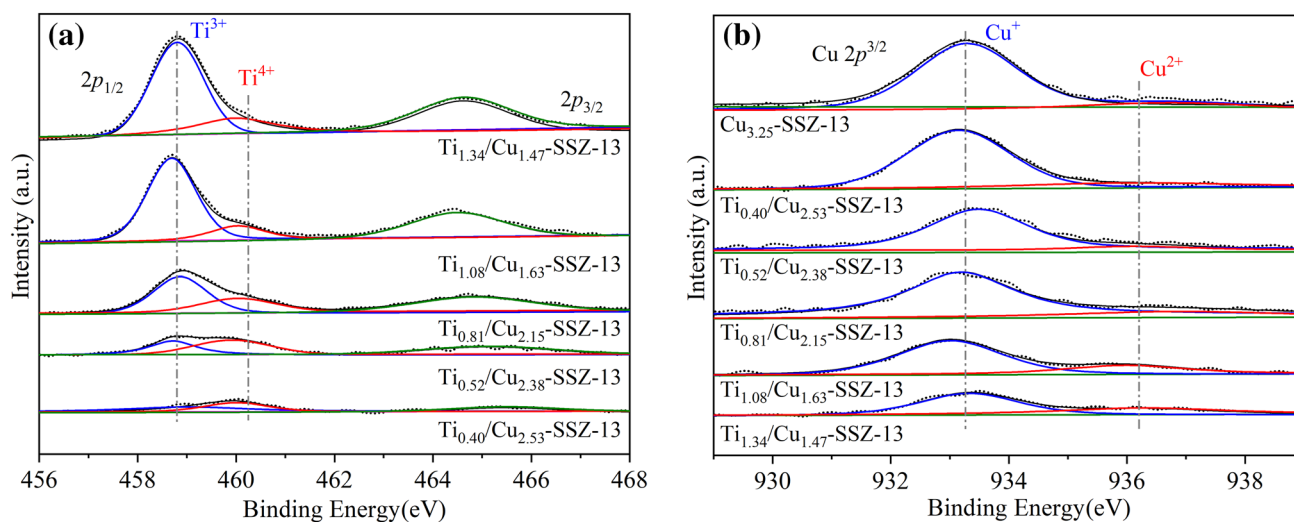 (a)
Ti3+
Ti4+
2p1/2
2p3/2
Ti1.34/Cu1.47-SSZ-13
Ti1.08/Cu1.63-SSZ-13
Ti0.81/Cu2.15-SSZ-13
Ti0.52/Cu2.38-SSZ-13
Ti0.40/Cu2.53-SSZ-13
Intensity (a.u.)
456 458 460 462 464 466 468
Binding Energy(eV)
(b)
Cu 2p3/2
Cu+
Cu2+
Cu3.25-SSZ-13
Ti0.40/Cu2.53-SSZ-13
Ti0.52/Cu2.38-SSZ-13
Ti0.81/Cu2.15-SSZ-13
Ti1.08/Cu1.63-SSZ-13
Ti1.34/Cu1.47-SSZ-13
Intensity (a.u.)
930 932 934 936 938
Binding Energy(eV)